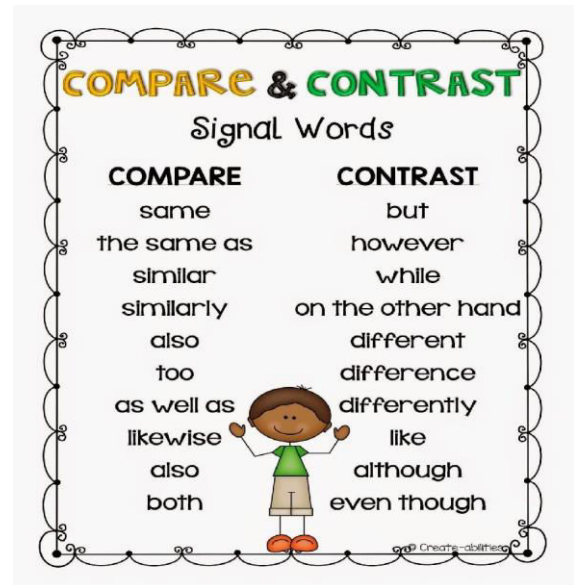 COMPARE & CONTRAST
Signal Words
COMPARE CONTRAST
same but
the same as however
similar while
similarly on the other hand
also different
too difference
as well as differently
likewise like
also although
both even though
© Create-abilities